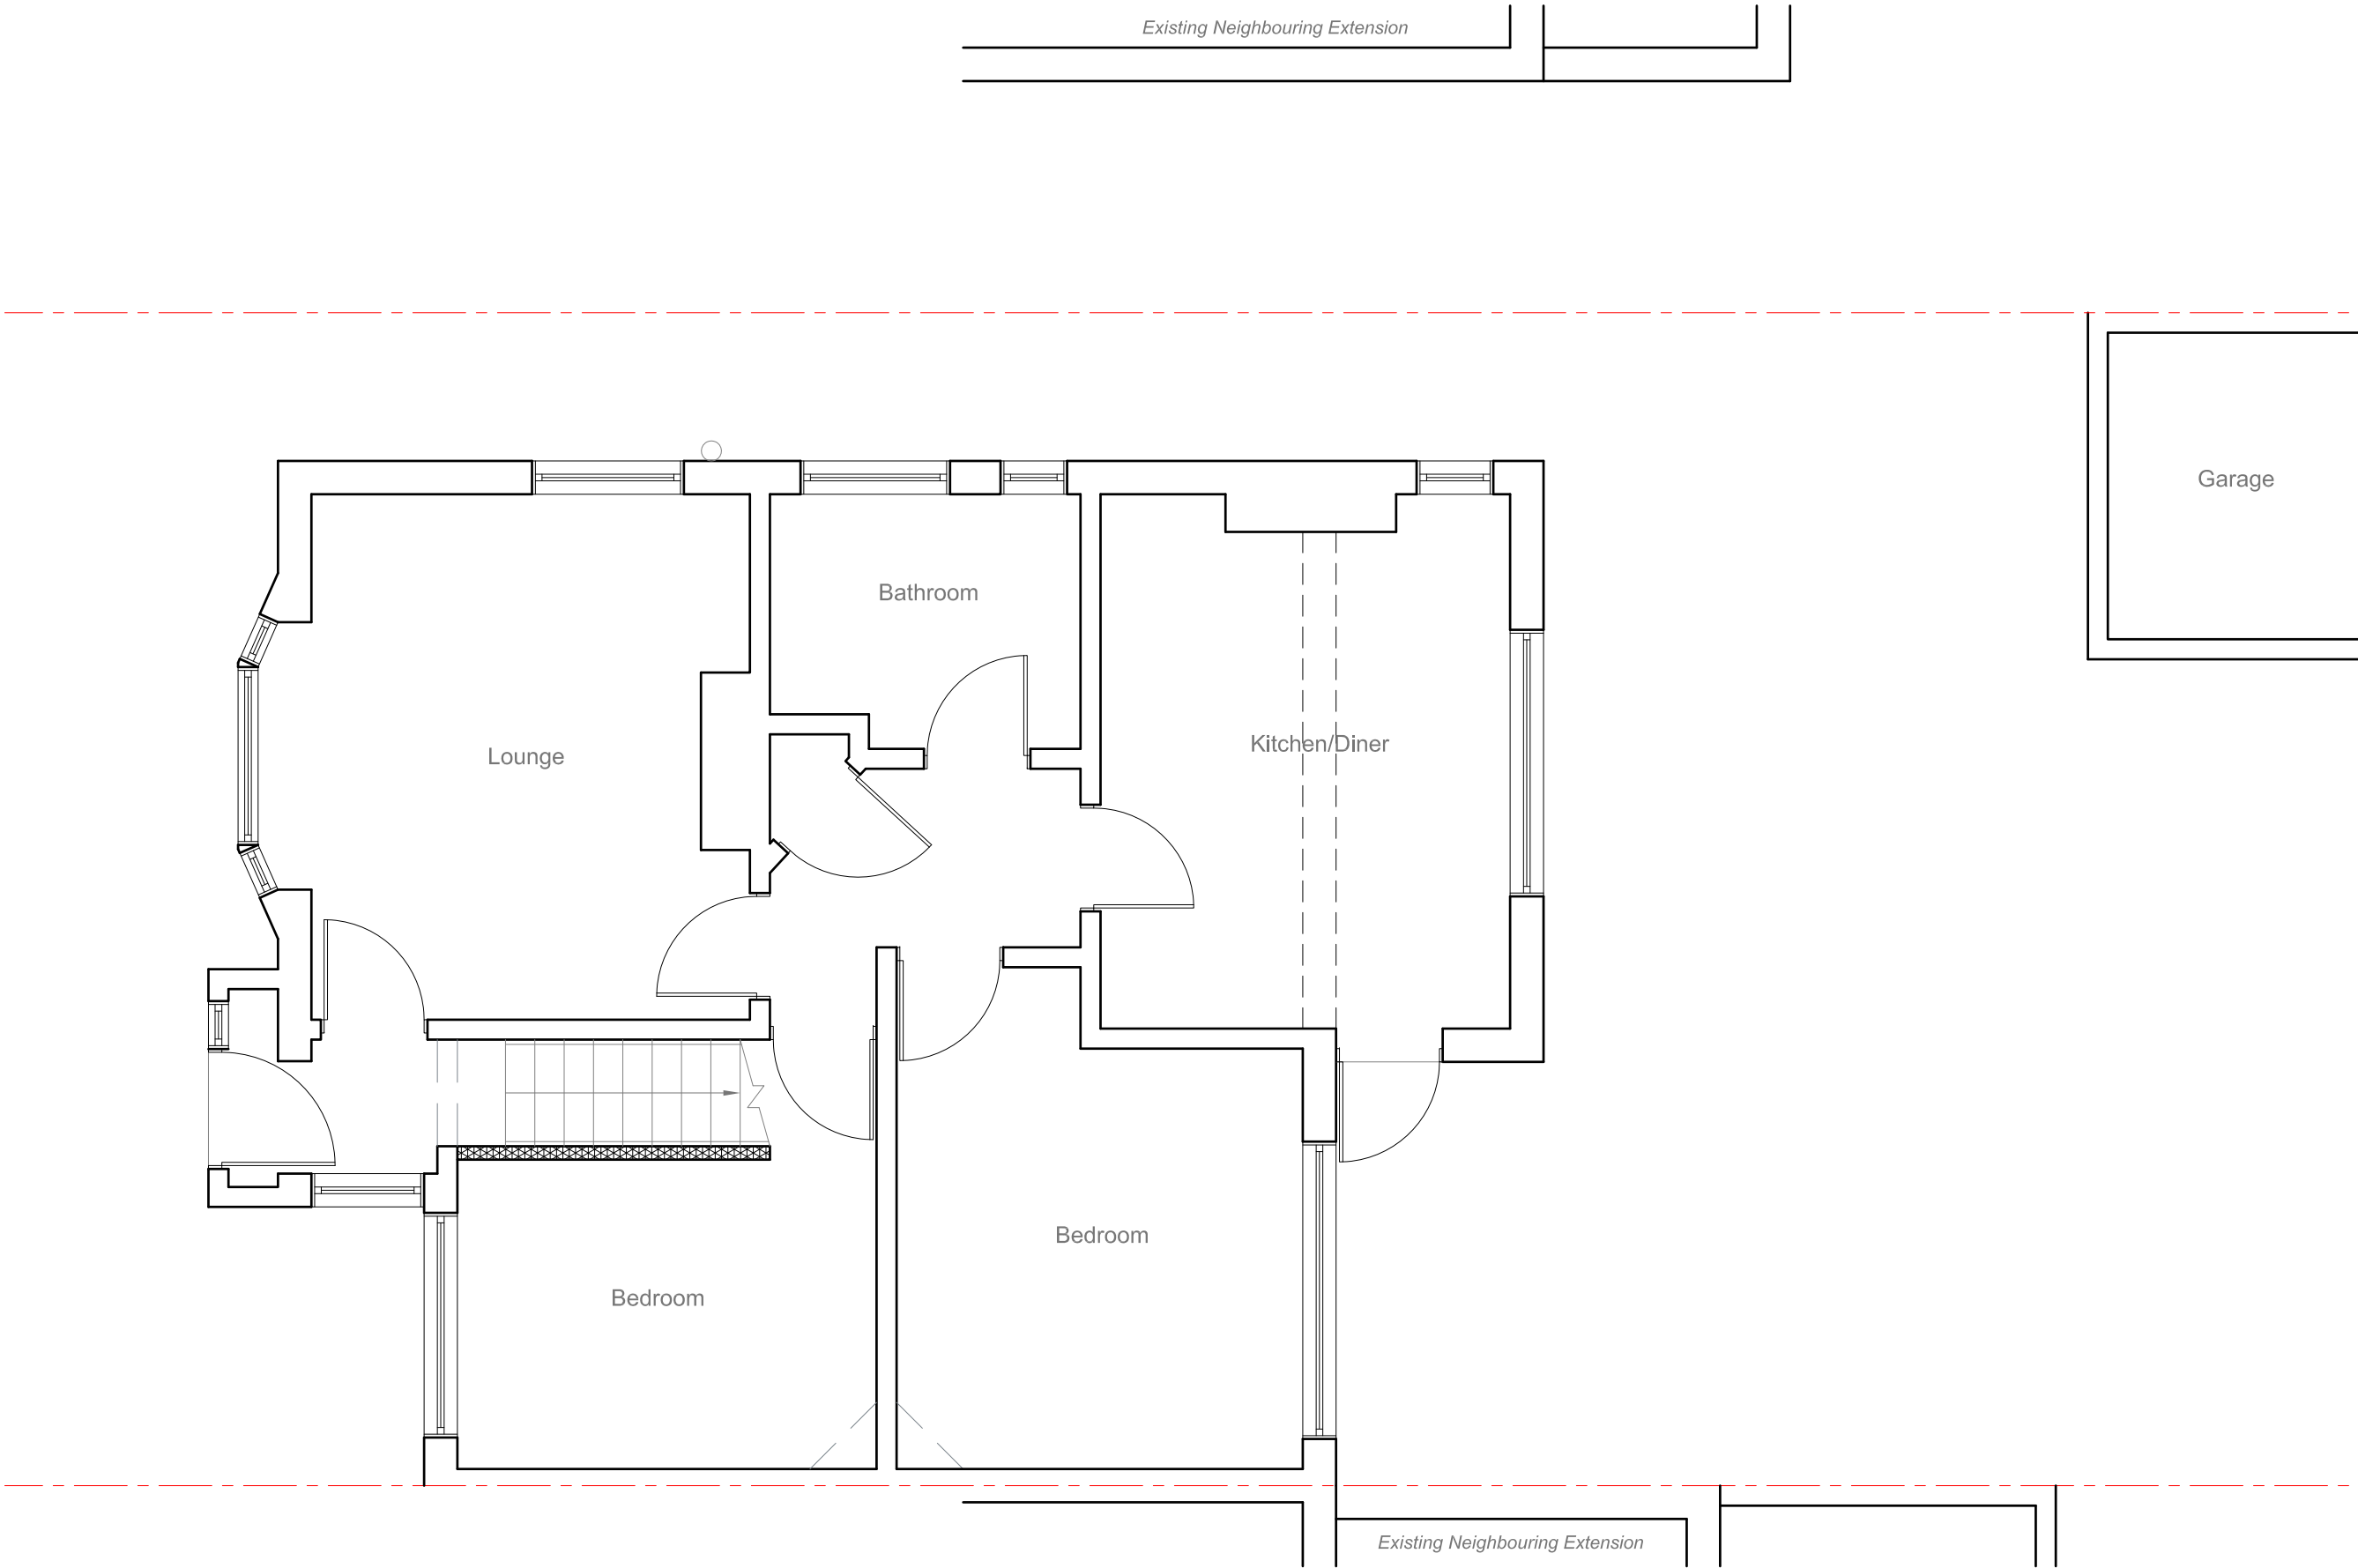 Existing Neighbouring Extension
Garage
Bathroom
Lounge
Kitchen/Diner
Bedroom
Bedroom
Existing Neighbouring Extension